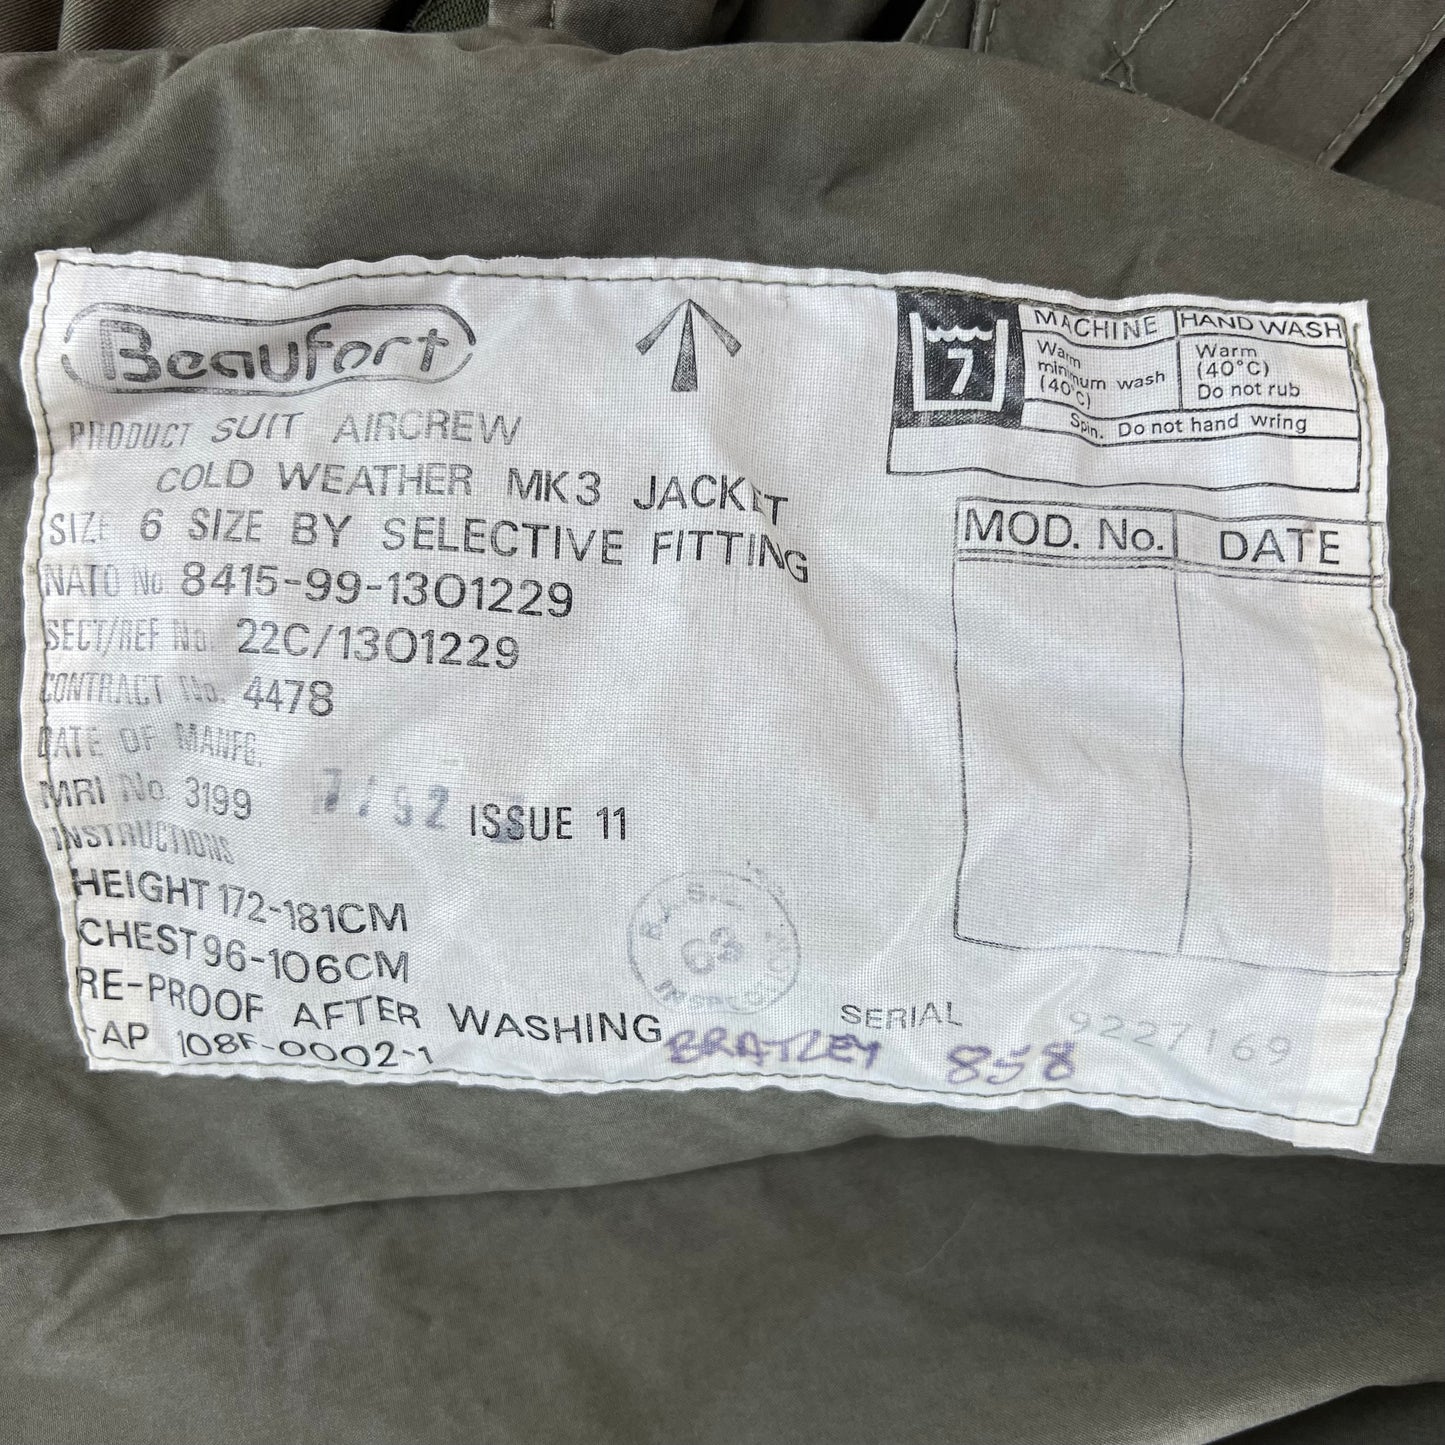 Beaufort
PRODUCT SUIT AIRCREW
COLD WEATHER MK3 JACKET
SIZE 6 SIZE BY SELECTIVE FITTING
NATO No. 8415-99-1301229
SECT/REF No. 22C/1301229
CONTRACT No. 4478
DATE OF MANFG.
MRI No. 3199
ISSUE 11
INSTRUCTIONS
HEIGHT 172-181CM
CHEST 96-106CM
RE-PROOF AFTER WASHING
AP 108F-0002-1
7
MACHINE
Warm
minimum wash
(40°C)
HAND WASH
Warm
(40°C)
Do not rub
Spin. Do not hand wring
MOD. No. DATE
03
INSPECTION
SERIAL 9227169
BRATLEY 858